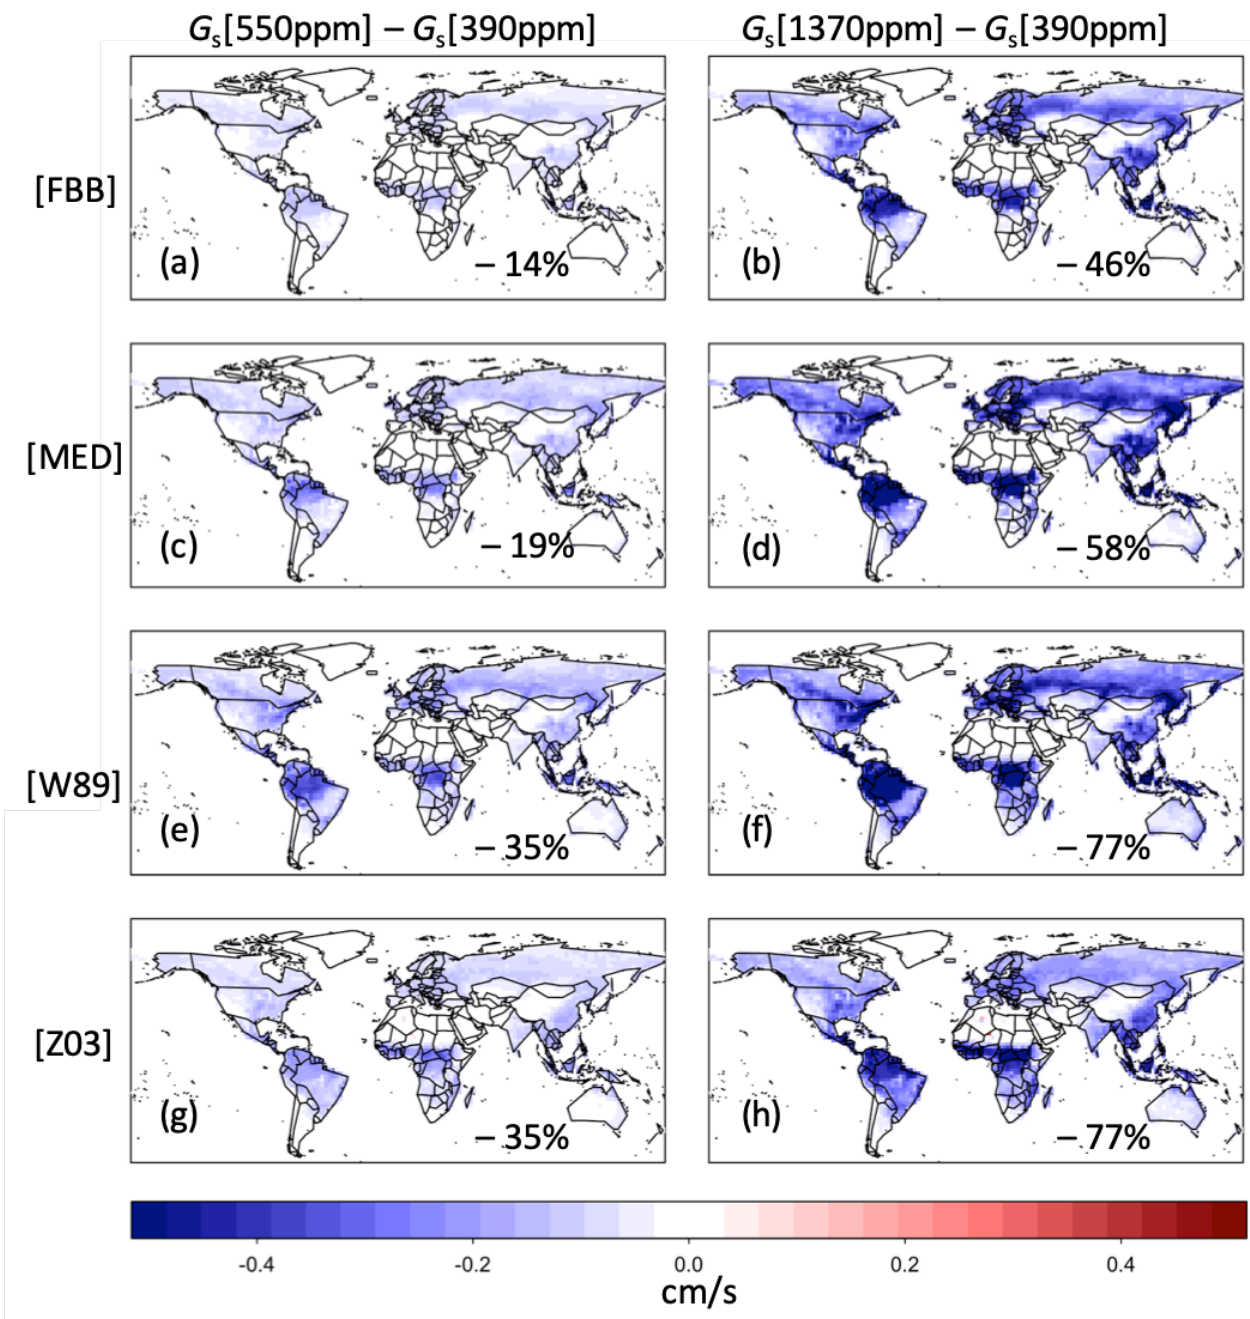 Gs[550ppm] – Gs[390ppm]
Gs[1370ppm] – Gs[390ppm]
[FBB]
(a)
– 14%
(b)
– 46%
[MED]
(c)
– 19%
(d)
– 58%
[W89]
(e)
– 35%
(f)
– 77%
[Z03]
(g)
– 35%
(h)
– 77%
-0.4 -0.2 0.0 0.2 0.4
cm/s